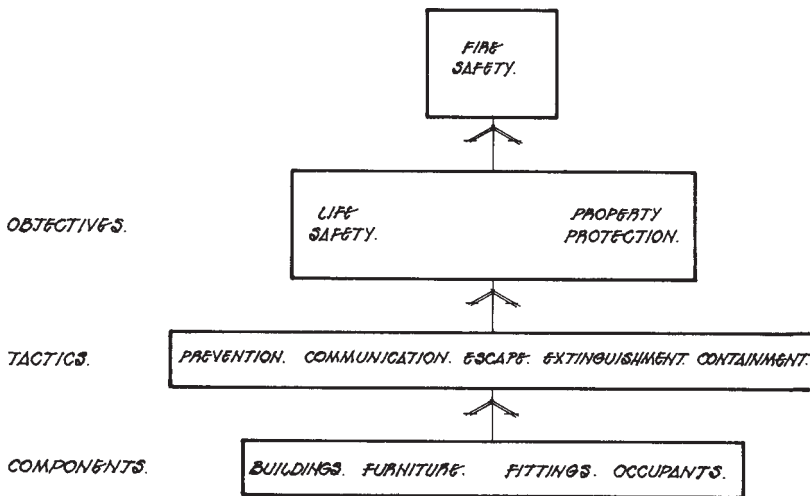 FIRE
SAFETY.
OBJECTIVES.
LIFE
SAFETY.
PROPERTY
PROTECTION.
TACTICS.
PREVENTION. COMMUNICATION. ESCAPE. EXTINGUISHMENT. CONTAINMENT.
COMPONENTS.
BUILDINGS. FURNITURE. FITTINGS. OCCUPANTS.